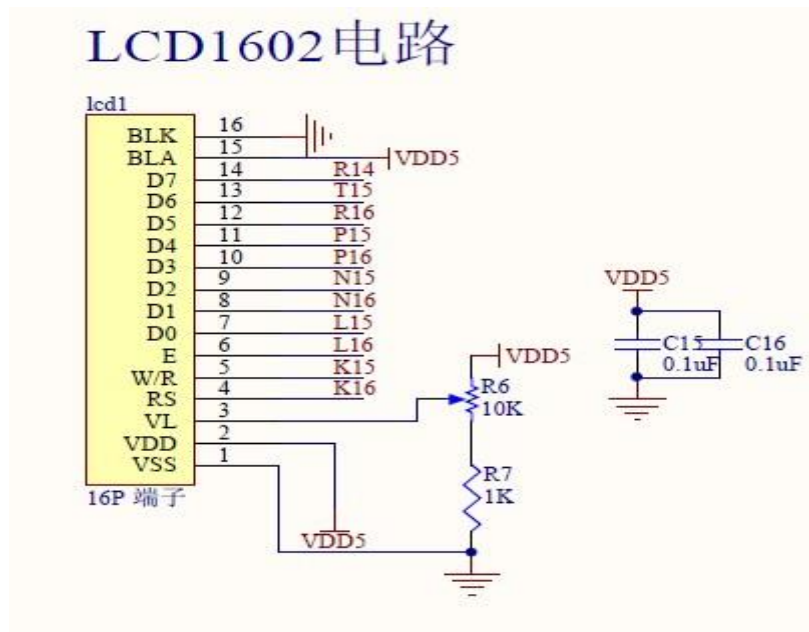 LCD1602电路
lcd1
BLK 16
BLA 15 VDD5
D7 14 R14
D6 13 T15
D5 12 R16
D4 11 P15
D3 10 P16
D2 9 N15
D1 8 N16
D0 7 L15
E 6 L16
W/R 5 K15
RS 4 K16
VL 3
VDD 2
VSS 1
16P 端子
VDD5
VDD5
R6
10K
R7
1K
VDD5
C15 C16
0.1uF 0.1uF